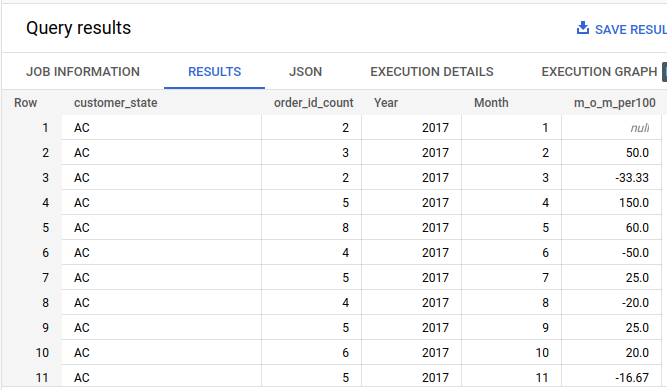 Query results
SAVE RESUL
JOB INFORMATION RESULTS JSON EXECUTION DETAILS EXECUTION GRAPH
Row customer_state order_id_count Year Month m_o_m_per100
1 AC 2 2017 1 null
2 AC 3 2017 2 50.0
3 AC 2 2017 3 -33.33
4 AC 5 2017 4 150.0
5 AC 8 2017 5 60.0
6 AC 4 2017 6 -50.0
7 AC 5 2017 7 25.0
8 AC 4 2017 8 -20.0
9 AC 5 2017 9 25.0
10 AC 6 2017 10 20.0
11 AC 5 2017 11 -16.67